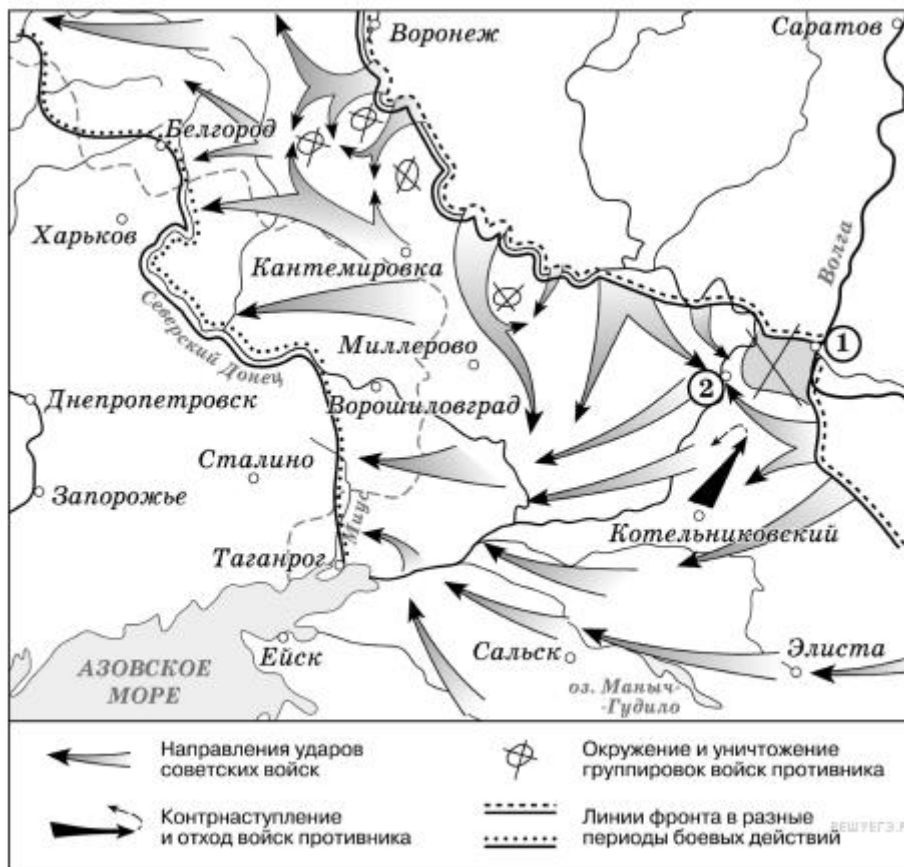 Воронеж
Саратов
Белгород
Волга
Харьков
Кантемировка
Северский Донец
Миллерово
1
2
Днепропетровск
Ворошиловград
Сталино
Запорожье
Миус
Котельниковский
Таганрог
Ейск
Сальск
Элиста
АЗОВСКОЕ
МОРЕ
оз. Маныч-
-Гудило
Направления ударов
советских войск
Окружение и уничтожение
группировок войск противника
Контрнаступление
и отход войск противника
Линии фронта в разные
периоды боевых действий